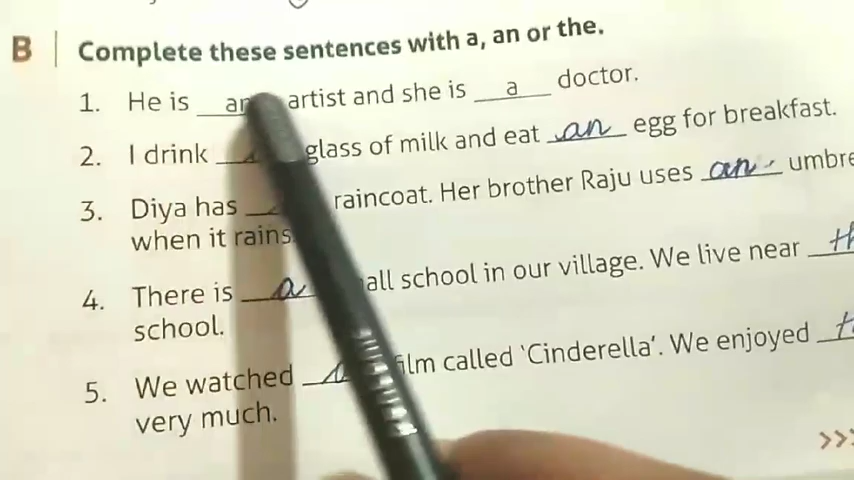 B Complete these sentences with a, an or the.
1. He is an artist and she is a doctor.
2. I drink glass of milk and eat an egg for breakfast.
3. Diya has raincoat. Her brother Raju uses an
when it rains
4. There is a school in our village. We live near
school.
5. We watched film called ‘Cinderella’. We enjoyed
very much.
>>>